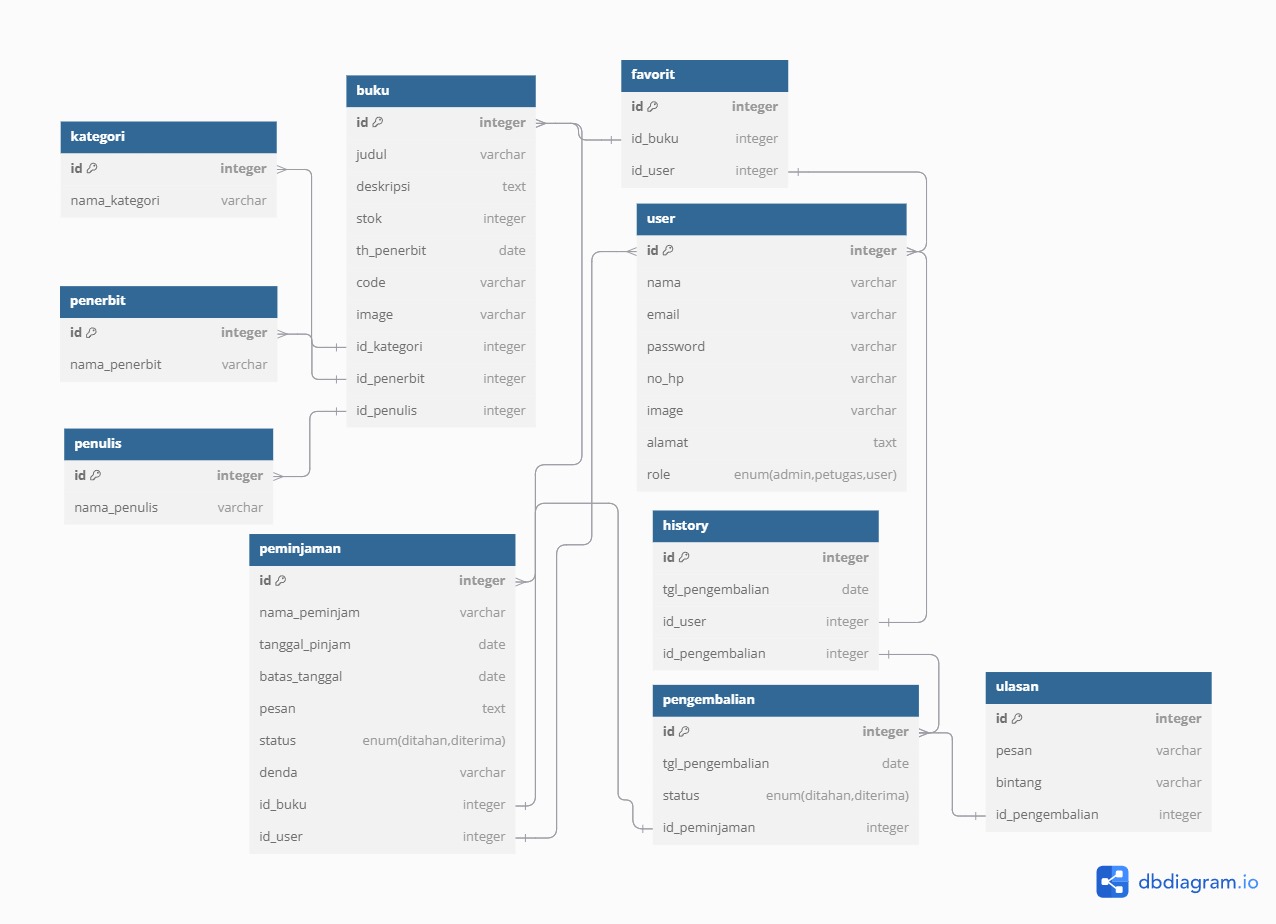 kategori
id integer
nama_kategori varchar
penerbit
id integer
nama_penerbit varchar
penulis
id integer
nama_penulis varchar
buku
id integer
judul varchar
deskripsi text
stok integer
th_penerbit date
code varchar
image varchar
id_kategori integer
id_penerbit integer
id_penulis integer
favorit
id integer
id_buku integer
id_user integer
user
id integer
nama varchar
email varchar
password varchar
no_hp varchar
image varchar
alamat taxt
role enum(admin,petugas,user)
peminjaman
id integer
nama_peminjam varchar
tanggal_pinjam date
batas_tanggal date
pesan text
status enum(ditahan,diterima)
denda varchar
id_buku integer
id_user integer
history
id integer
tgl_pengembalian date
id_user integer
id_pengembalian integer
pengembalian
id integer
tgl_pengembalian date
status enum(ditahan,diterima)
id_peminjaman integer
ulasan
id integer
pesan varchar
bintang varchar
id_pengembalian integer
dbdiagram.io